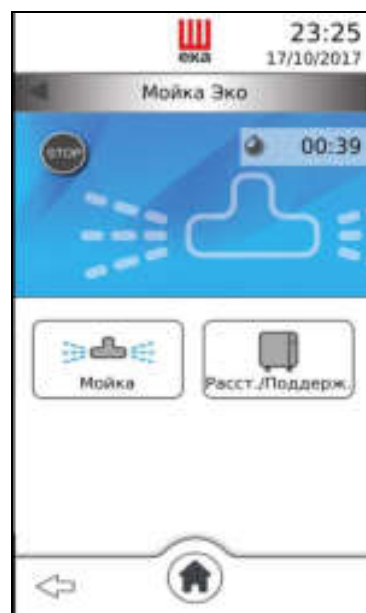 23:25
eka
17/10/2017
Мойка Эко
STOP
00:39
Мойка
Расст./Поддерж.